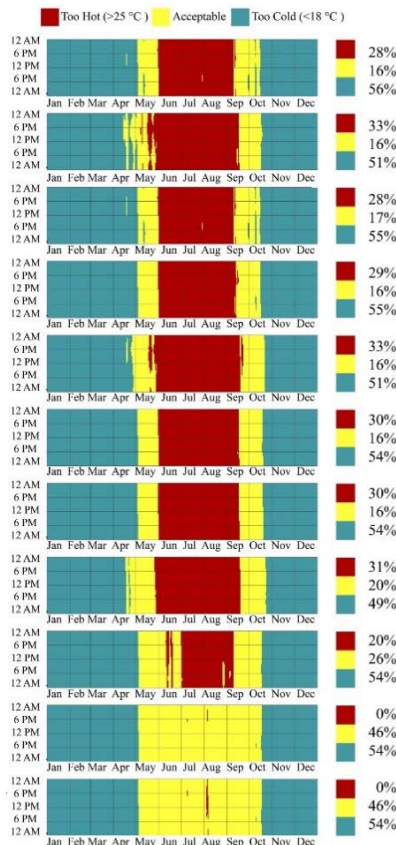 Too Hot (>25 °C) Acceptable Too Cold (<18 °C)
12 AM
6 PM 28%
12 PM 16%
6 PM
12 AM 56%
Jan Feb Mar Apr May Jun Jul Aug Sep Oct Nov Dec
12 AM
6 PM 33%
12 PM 16%
6 PM
12 AM 51%
Jan Feb Mar Apr May Jun Jul Aug Sep Oct Nov Dec
12 AM
6 PM 28%
12 PM 17%
6 PM
12 AM 55%
Jan Feb Mar Apr May Jun Jul Aug Sep Oct Nov Dec
12 AM
6 PM 29%
12 PM 16%
6 PM
12 AM 55%
Jan Feb Mar Apr May Jun Jul Aug Sep Oct Nov Dec
12 AM
6 PM 33%
12 PM 16%
6 PM
12 AM 51%
Jan Feb Mar Apr May Jun Jul Aug Sep Oct Nov Dec
12 AM
6 PM 30%
12 PM 16%
6 PM
12 AM 54%
Jan Feb Mar Apr May Jun Jul Aug Sep Oct Nov Dec
12 AM
6 PM 30%
12 PM 16%
6 PM
12 AM 54%
Jan Feb Mar Apr May Jun Jul Aug Sep Oct Nov Dec
12 AM
6 PM 31%
12 PM 20%
6 PM
12 AM 49%
Jan Feb Mar Apr May Jun Jul Aug Sep Oct Nov Dec
12 AM
6 PM 20%
12 PM 26%
6 PM
12 AM 54%
Jan Feb Mar Apr May Jun Jul Aug Sep Oct Nov Dec
12 AM
6 PM 0%
12 PM 46%
6 PM
12 AM 54%
Jan Feb Mar Apr May Jun Jul Aug Sep Oct Nov Dec
12 AM
6 PM 0%
12 PM 46%
6 PM
12 AM 54%
Jan Feb Mar Apr May Jun Jul Aug Sep Oct Nov Dec